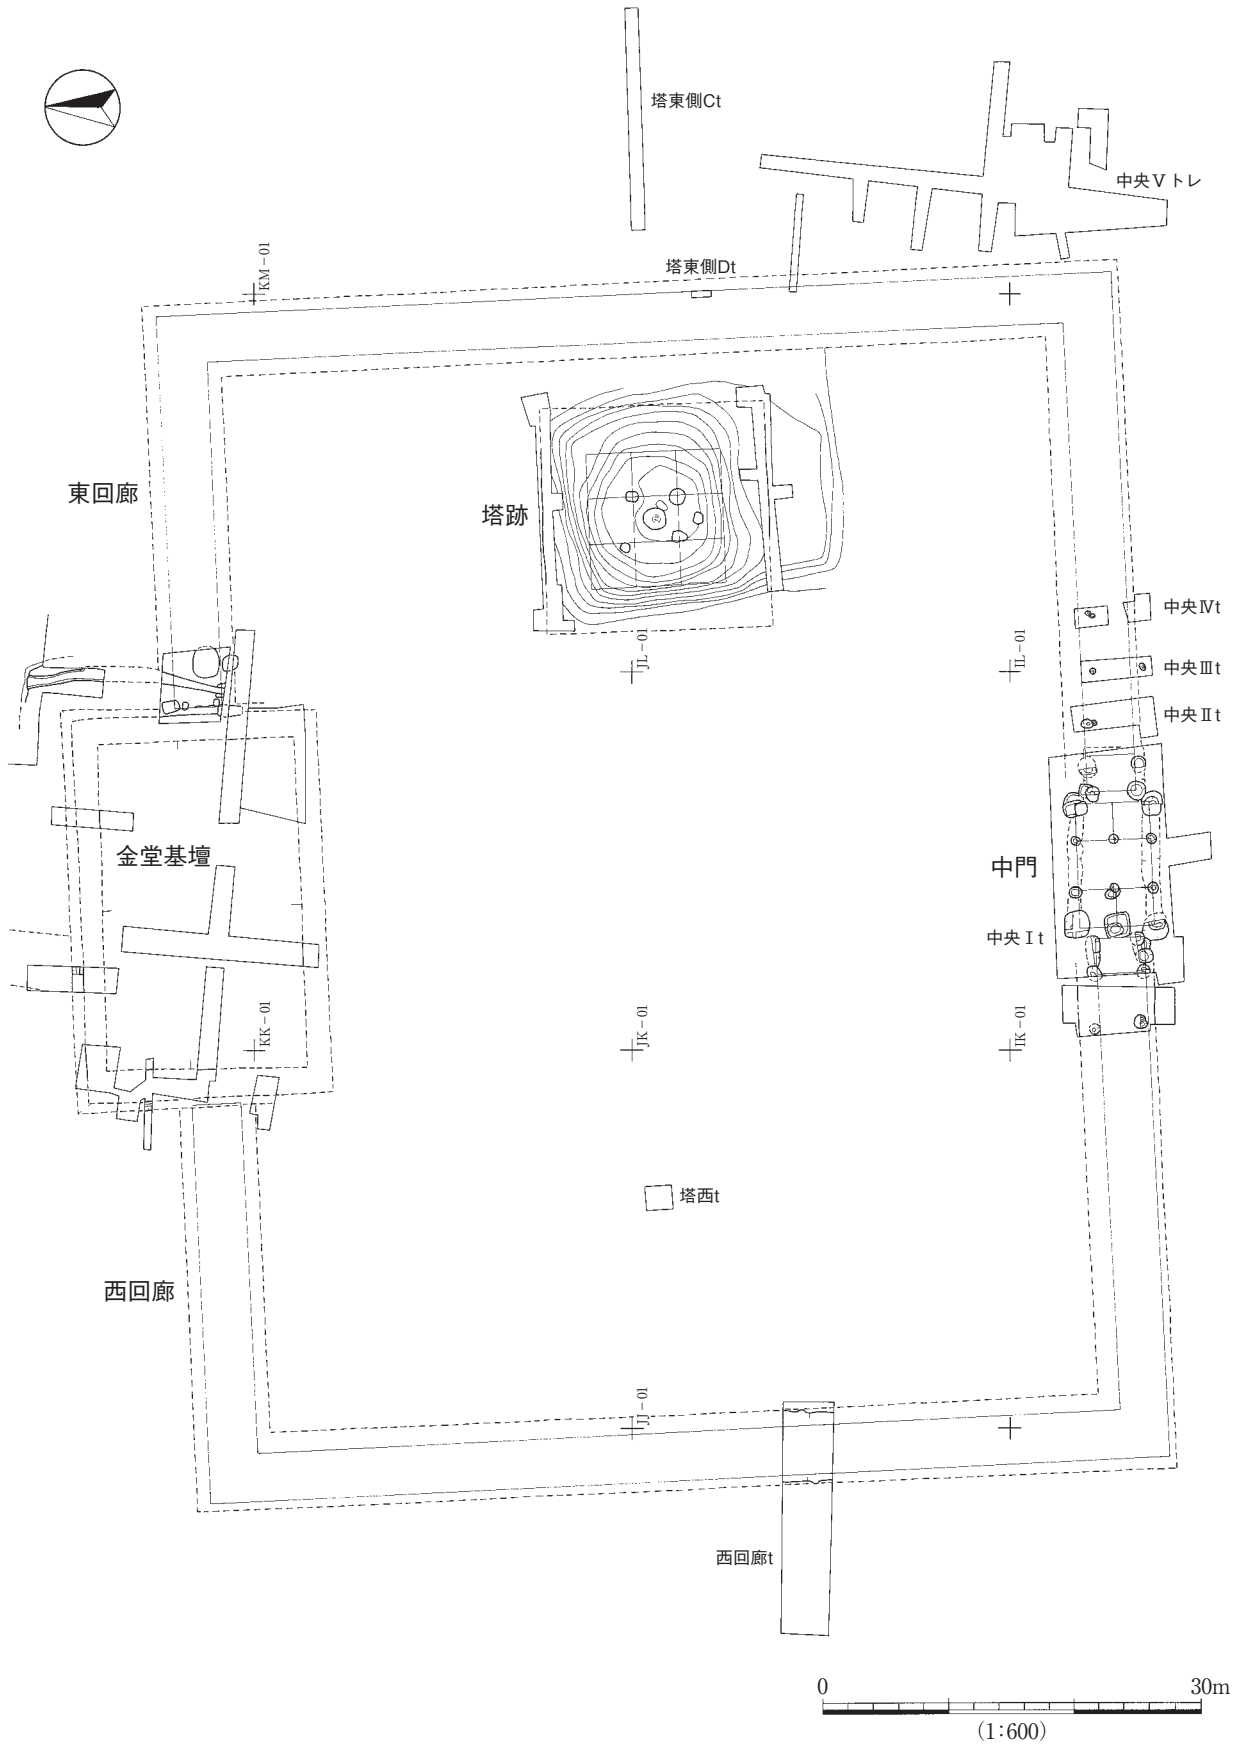 塔東側Ct
中央Ⅴトレ
塔東側Dt
KM-01
東回廊
塔跡
中央Ⅳt
JL-01
IL-01
中央Ⅲt
中央Ⅱt
金堂基壇
中門
中央Ⅰt
KK-01
JK-01
IK-01
塔西t
西回廊
JJ-01
西回廊t
0 30m
(1:600)